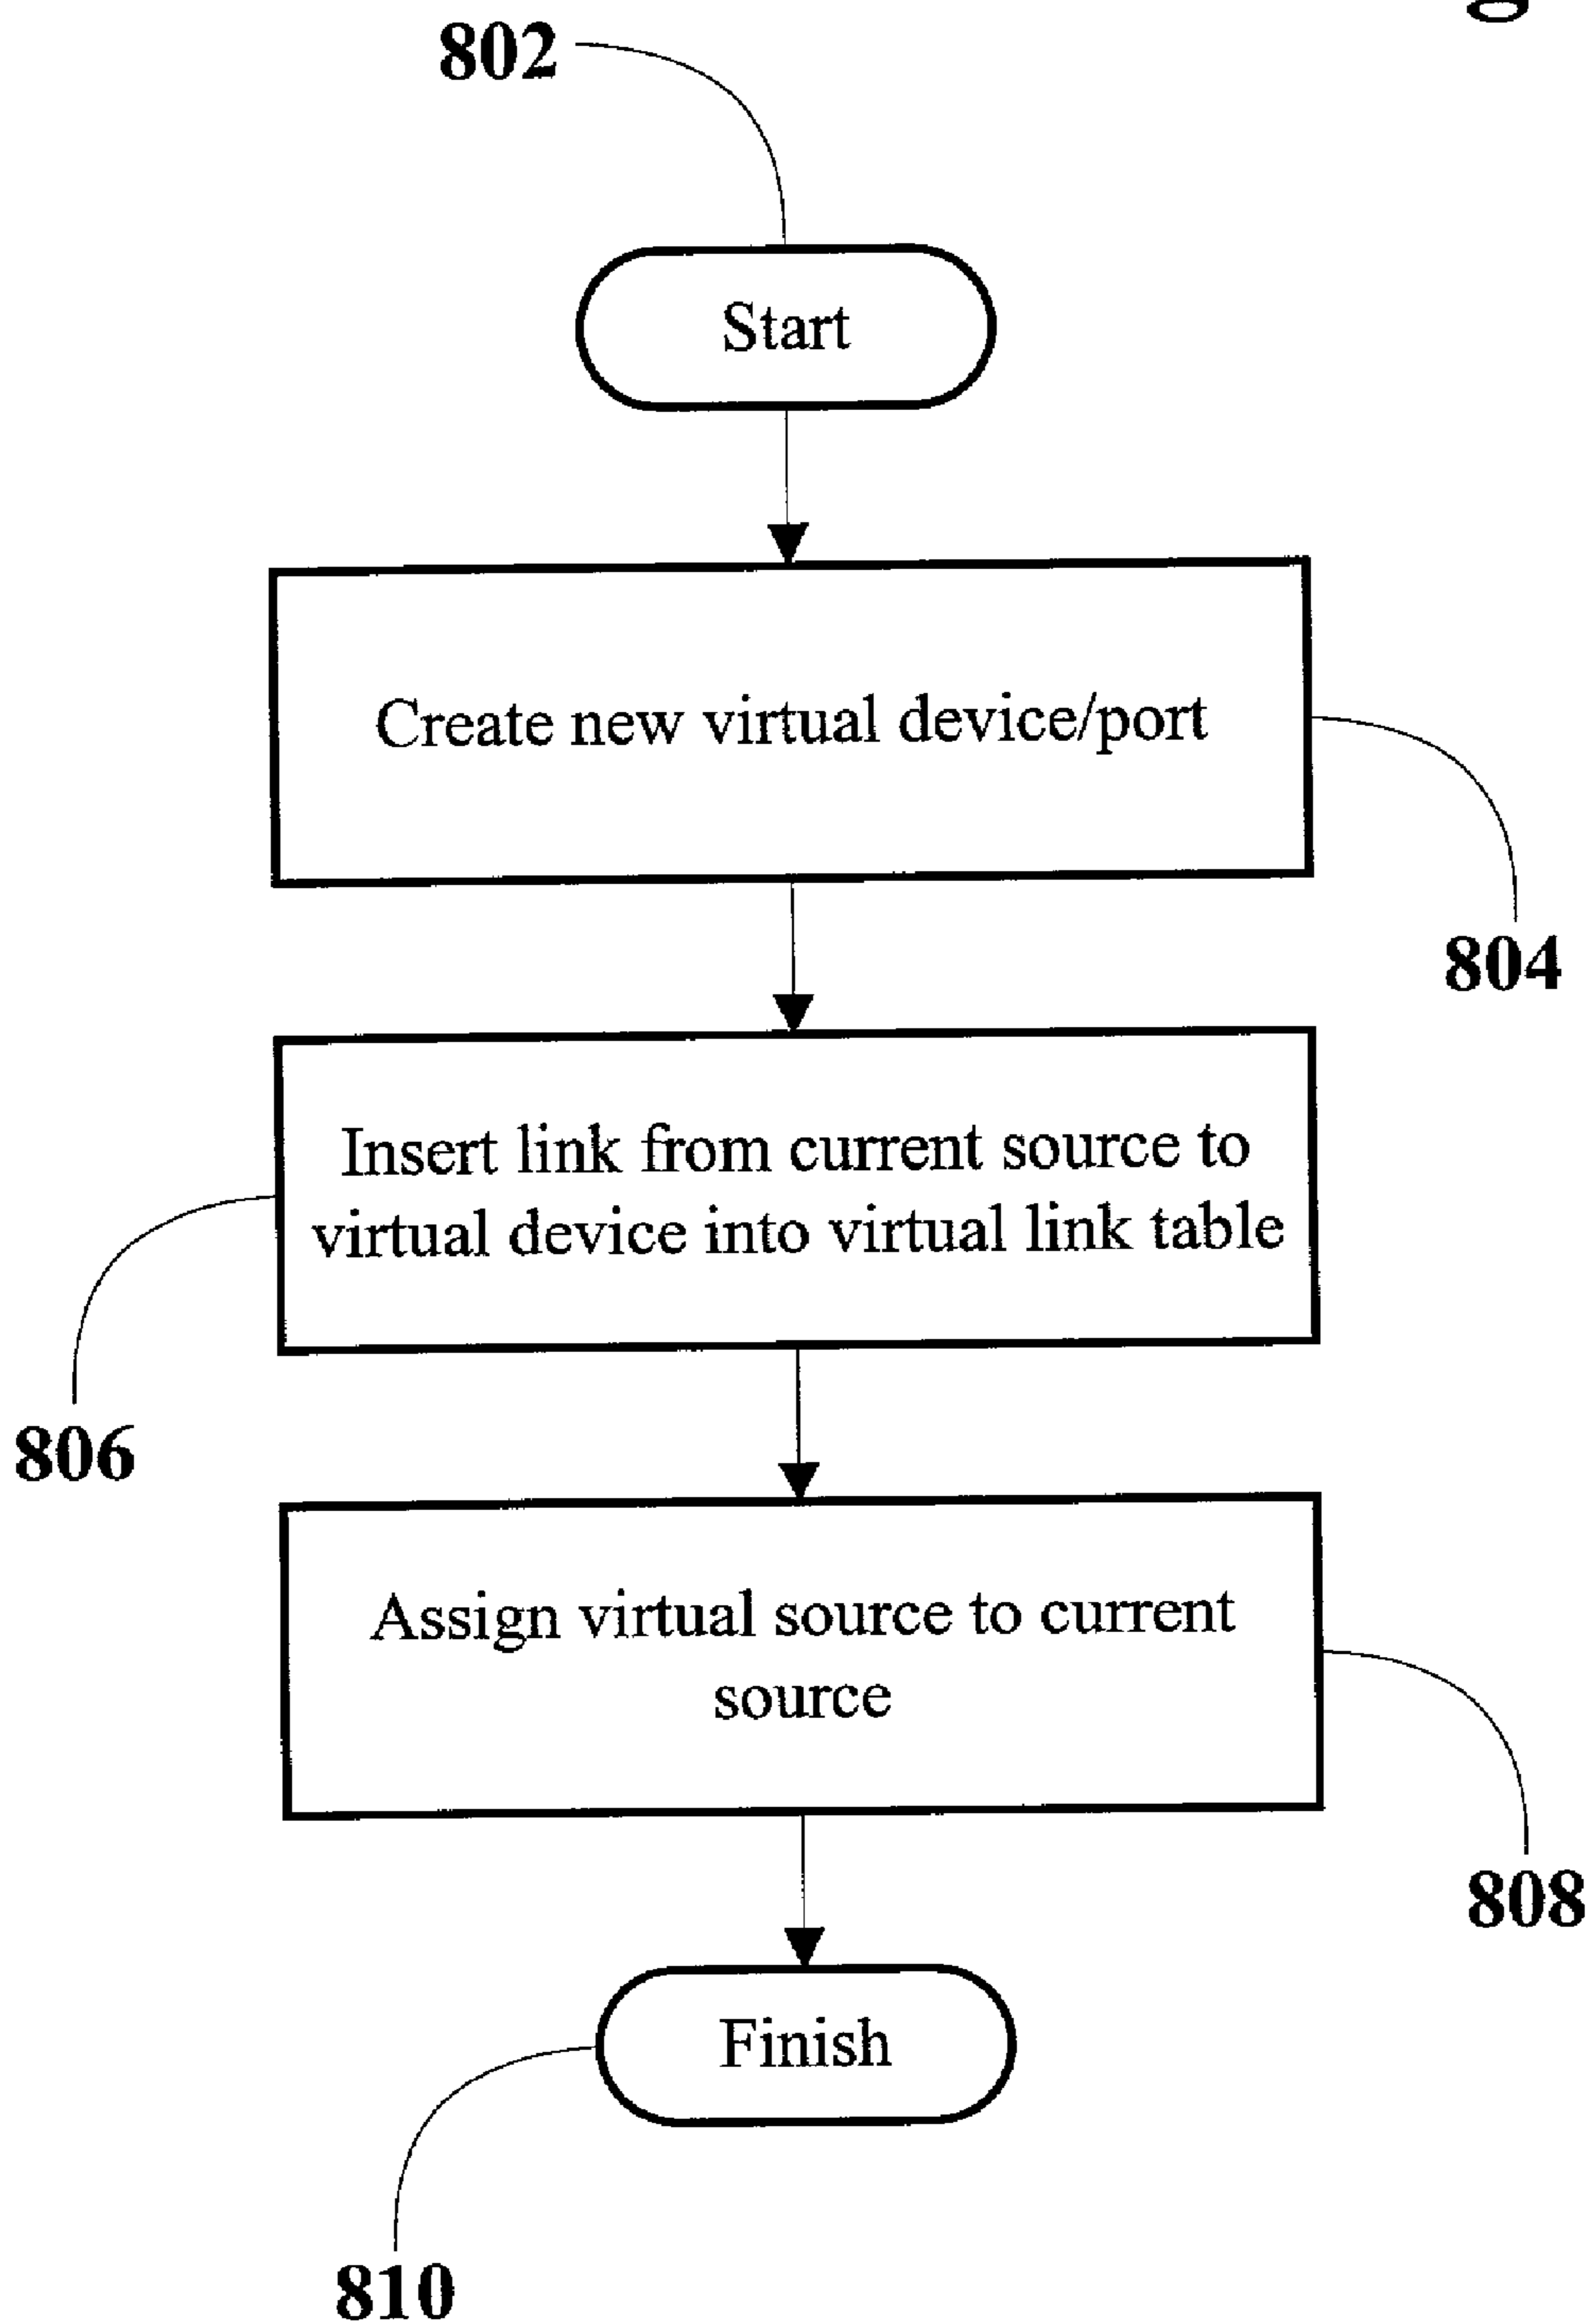 802
Start
Create new virtual device/port
804
Insert link from current source to
virtual device into virtual link table
806
Assign virtual source to current
source
808
Finish
810